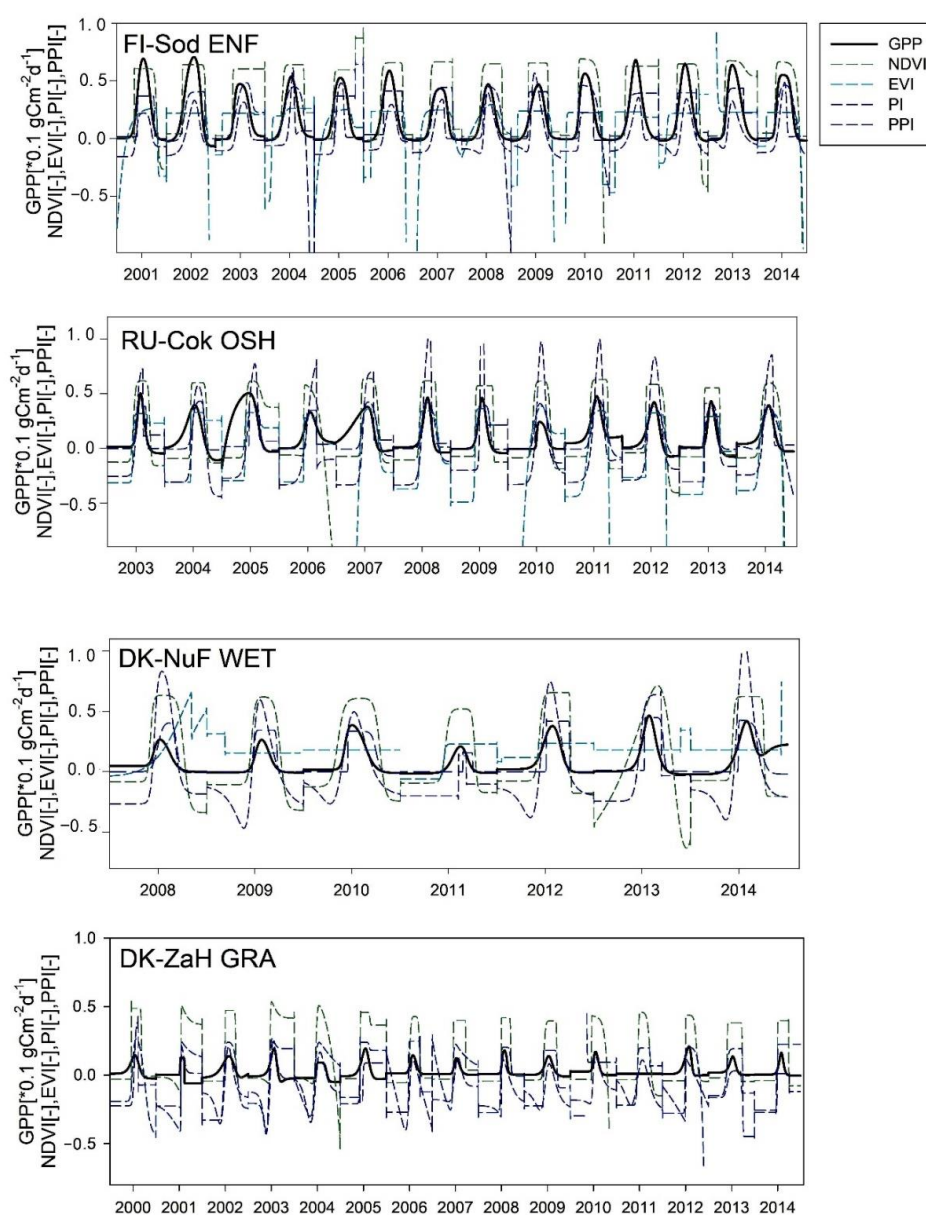 FI-Sod ENF
GPP[*0.1 gCm⁻²d⁻¹]
NDVI[-],EVI[-],PI[-],PPI[-]
1.0
0.5
0.0
−0.5
2001 2002 2003 2004 2005 2006 2007 2008 2009 2010 2011 2012 2013 2014
GPP
NDVI
EVI
PI
PPI
RU-Cok OSH
GPP[*0.1 gCm⁻²d⁻¹]
NDVI[-],EVI[-],PI[-],PPI[-]
1.0
0.5
0.0
−0.5
2003 2004 2005 2006 2007 2008 2009 2010 2011 2012 2013 2014
DK-NuF WET
GPP[*0.1 gCm⁻²d⁻¹]
NDVI[-],EVI[-],PI[-],PPI[-]
1.0
0.5
0.0
−0.5
2008 2009 2010 2011 2012 2013 2014
DK-ZaH GRA
GPP[*0.1 gCm⁻²d⁻¹]
NDVI[-],EVI[-],PI[-],PPI[-]
1.0
0.5
0.0
−0.5
2000 2001 2002 2003 2004 2005 2006 2007 2008 2009 2010 2011 2012 2013 2014